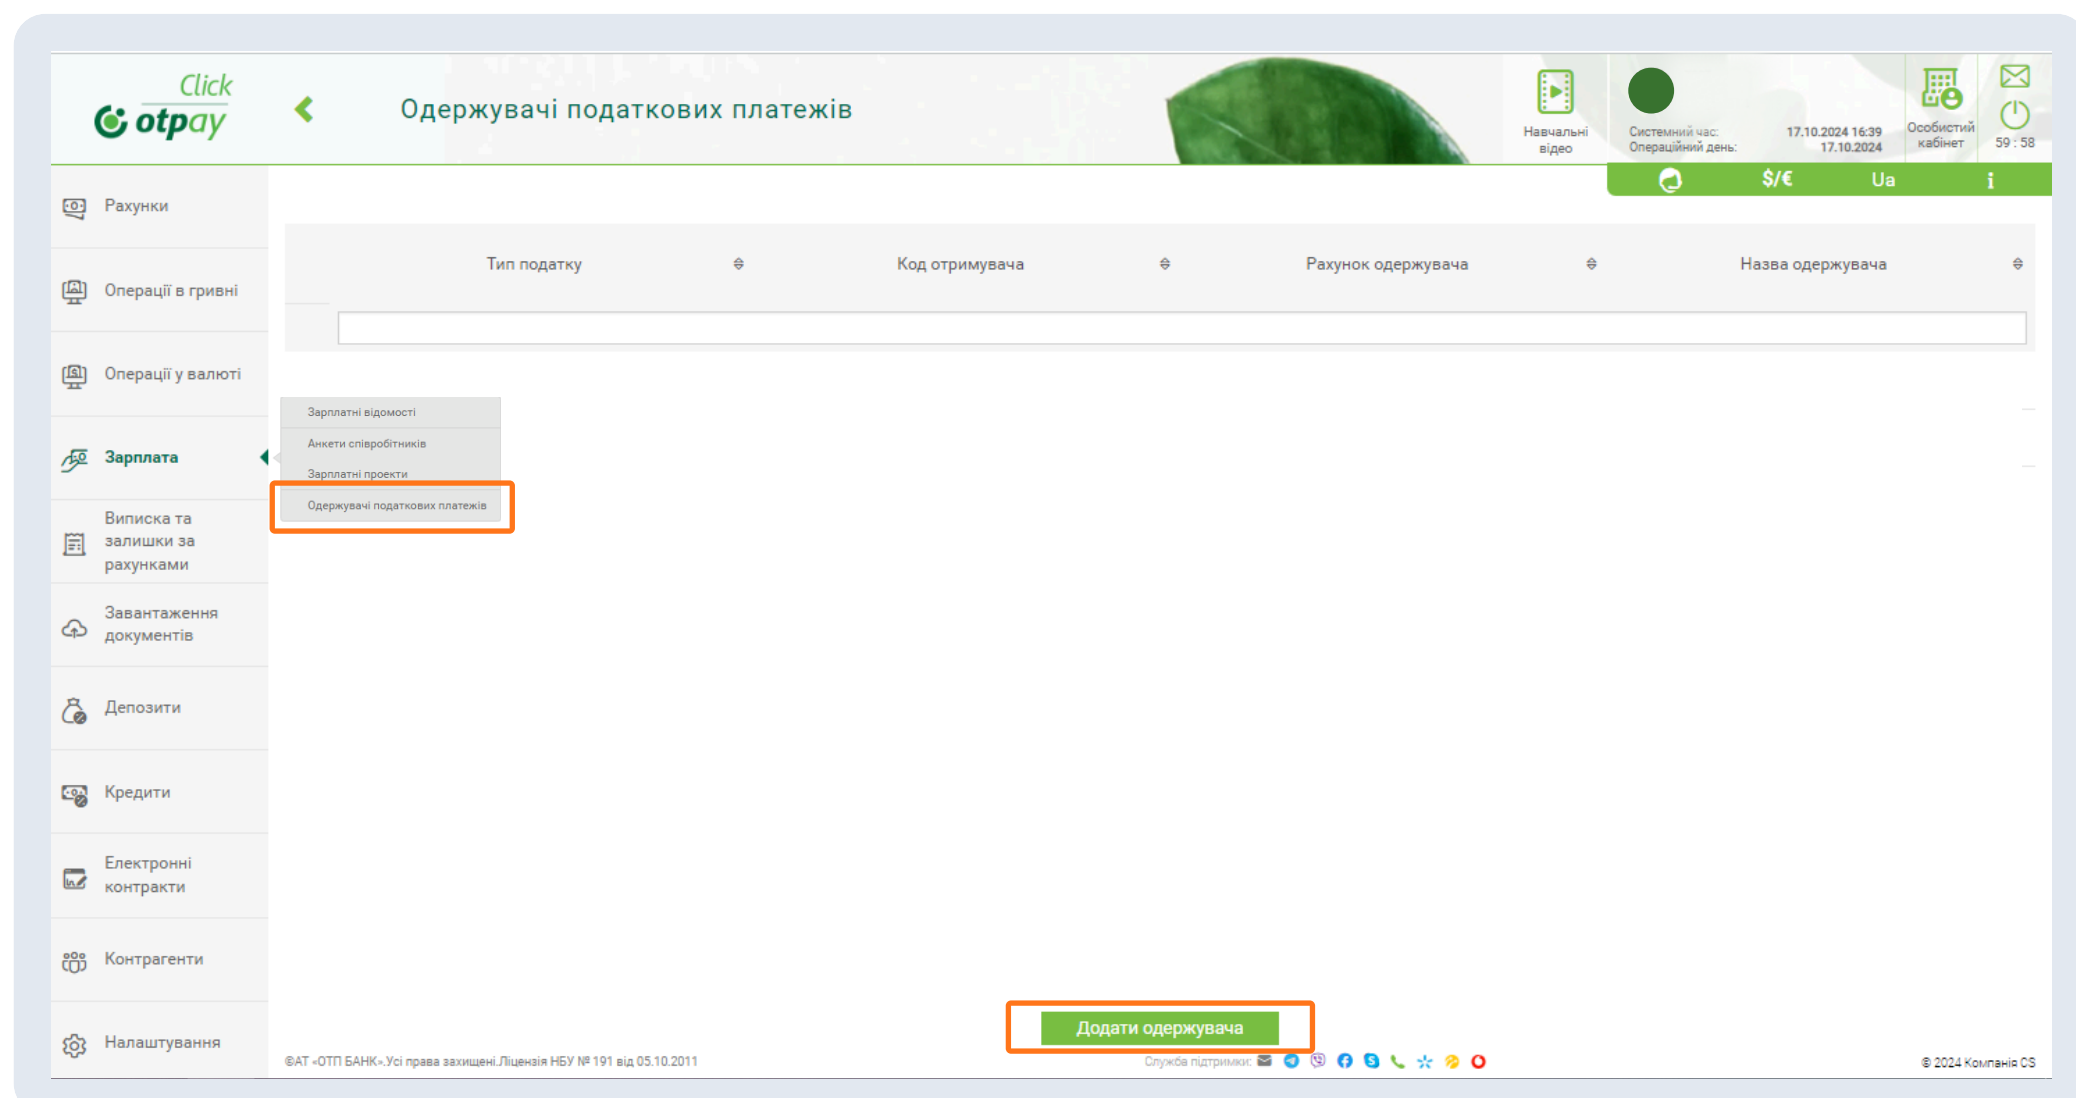 Click
otpay
Одержувачі податкових платежів
Навчальні
відео
Системний час: 17.10.2024 16:39
Операційний день: 17.10.2024
Особистий
кабінет
59 : 58
$/€ Ua i
Рахунки
Операції в гривні
Операції у валюті
Зарплата
Виписка та
залишки за
рахунками
Завантаження
документів
Депозити
Кредити
Електронні
контракти
Контрагенти
Налаштування
Тип податку Код отримувача Рахунок одержувача Назва одержувача
Зарплатні відомості
Анкети співробітників
Зарплатні проекти
Одержувачі податкових платежів
Додати одержувача
©АТ «ОТП БАНК».Усі права захищені.Ліцензія НБУ № 191 від 05.10.2011
Служба підтримки:
© 2024 Компанія CS